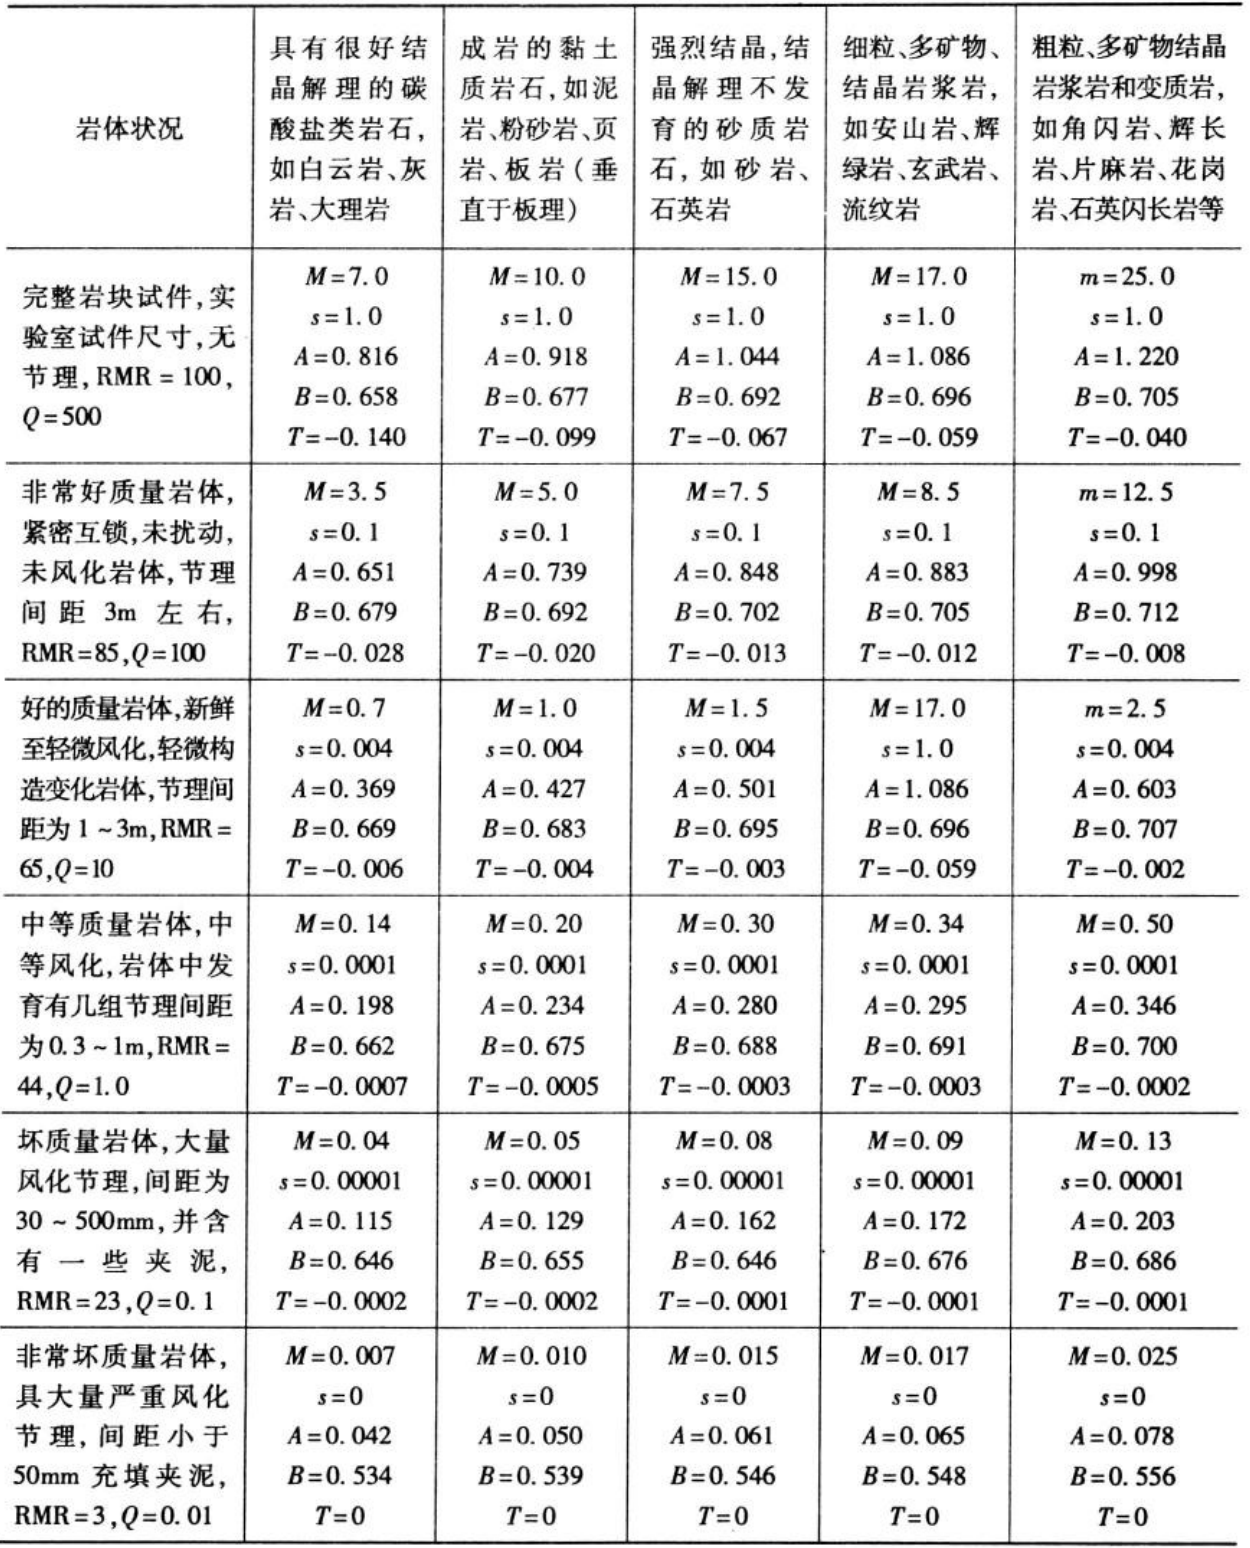 岩体状况
具有很好结
晶解理的碳
酸盐类岩石,
如白云岩、灰
岩、大理岩
成岩的黏土
质岩石,如泥
岩、粉砂岩、页
岩、板岩(垂
直于板理)
强烈结晶,结
晶解理不发
育的砂质岩
石,如砂岩、
石英岩
细粒、多矿物、
结晶岩浆岩,
如安山岩、辉
绿岩、玄武岩、
流纹岩
粗粒、多矿物结晶
岩浆岩和变质岩,
如角闪岩、辉长
岩、片麻岩、花岗
岩、石英闪长岩等
完整岩块试件,实
验室试件尺寸,无
节理,RMR=100,
Q=500
M=7.0
s=1.0
A=0.816
B=0.658
T=-0.140
M=10.0
s=1.0
A=0.918
B=0.677
T=-0.099
M=15.0
s=1.0
A=1.044
B=0.692
T=-0.067
M=17.0
s=1.0
A=1.086
B=0.696
T=-0.059
m=25.0
s=1.0
A=1.220
B=0.705
T=-0.040
非常好质量岩体,
紧密互锁,未扰动,
未风化岩体,节理
间距3m左右,
RMR=85,Q=100
M=3.5
s=0.1
A=0.651
B=0.679
T=-0.028
M=5.0
s=0.1
A=0.739
B=0.692
T=-0.020
M=7.5
s=0.1
A=0.848
B=0.702
T=-0.013
M=8.5
s=0.1
A=0.883
B=0.705
T=-0.012
m=12.5
s=0.1
A=0.998
B=0.712
T=-0.008
好的质量岩体,新鲜
至轻微风化,轻微构
造变化岩体,节理间
距为1~3m,RMR=
65,Q=10
M=0.7
s=0.004
A=0.369
B=0.669
T=-0.006
M=1.0
s=0.004
A=0.427
B=0.683
T=-0.004
M=1.5
s=0.004
A=0.501
B=0.695
T=-0.003
M=17.0
s=1.0
A=1.086
B=0.696
T=-0.059
m=2.5
s=0.004
A=0.603
B=0.707
T=-0.002
中等质量岩体,中
等风化,岩体中发
育有几组节理间距
为0.3~1m,RMR=
44,Q=1.0
M=0.14
s=0.0001
A=0.198
B=0.662
T=-0.0007
M=0.20
s=0.0001
A=0.234
B=0.675
T=-0.0005
M=0.30
s=0.0001
A=0.280
B=0.688
T=-0.0003
M=0.34
s=0.0001
A=0.295
B=0.691
T=-0.0003
M=0.50
s=0.0001
A=0.346
B=0.700
T=-0.0002
坏质量岩体,大量
风化节理,间距为
30~500mm,并含
有一些夹泥,
RMR=23,Q=0.1
M=0.04
s=0.00001
A=0.115
B=0.646
T=-0.0002
M=0.05
s=0.00001
A=0.129
B=0.655
T=-0.0002
M=0.08
s=0.00001
A=0.162
B=0.646
T=-0.0001
M=0.09
s=0.00001
A=0.172
B=0.676
T=-0.0001
M=0.13
s=0.00001
A=0.203
B=0.686
T=-0.0001
非常坏质量岩体,
具大量严重风化
节理,间距小于
50mm充填夹泥,
RMR=3,Q=0.01
M=0.007
s=0
A=0.042
B=0.534
T=0
M=0.010
s=0
A=0.050
B=0.539
T=0
M=0.015
s=0
A=0.061
B=0.546
T=0
M=0.017
s=0
A=0.065
B=0.548
T=0
M=0.025
s=0
A=0.078
B=0.556
T=0